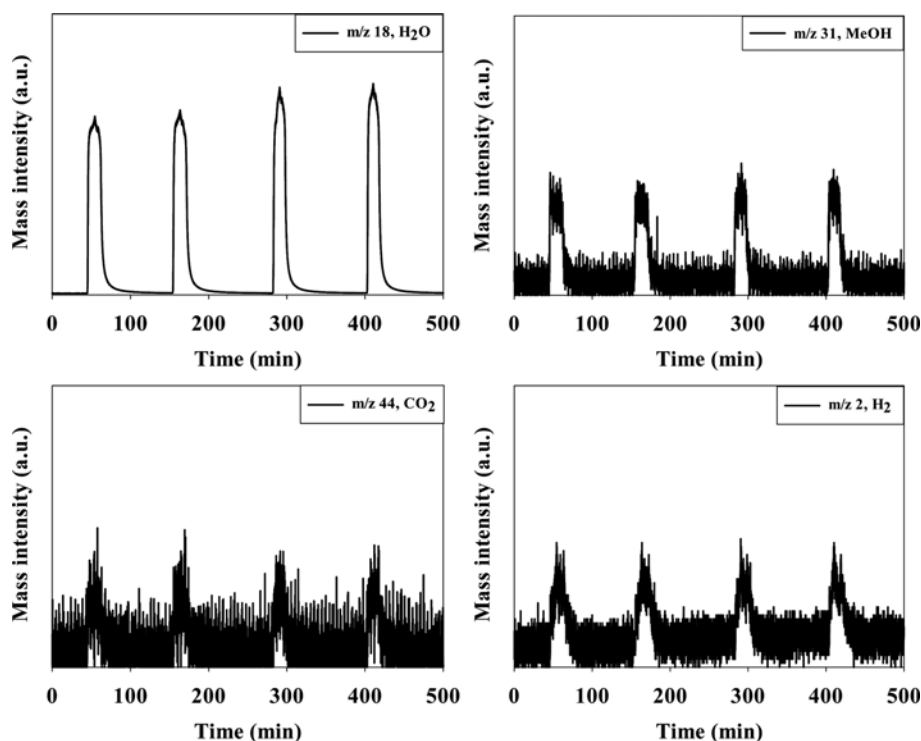 m/z 18, H₂O
Mass intensity (a.u.)
0 100 200 300 400 500
Time (min)
m/z 31, MeOH
Mass intensity (a.u.)
0 100 200 300 400 500
Time (min)
m/z 44, CO₂
Mass intensity (a.u.)
0 100 200 300 400 500
Time (min)
m/z 2, H₂
Mass intensity (a.u.)
0 100 200 300 400 500
Time (min)